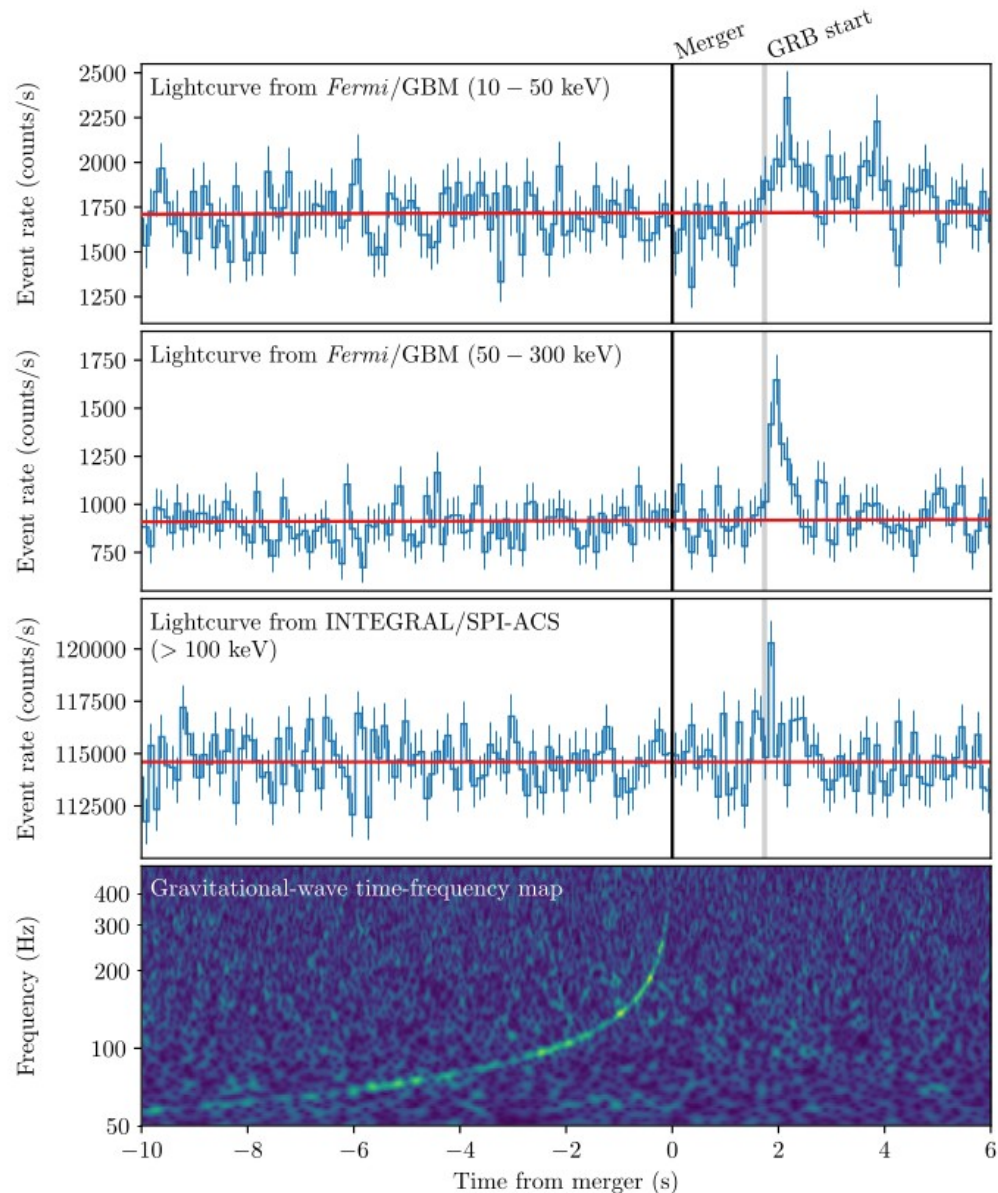 Merger
GRB start
Lightcurve from Fermi/GBM (10 − 50 keV)
Event rate (counts/s)
2500
2250
2000
1750
1500
1250
Lightcurve from Fermi/GBM (50 − 300 keV)
Event rate (counts/s)
1750
1500
1250
1000
750
Lightcurve from INTEGRAL/SPI-ACS
(> 100 keV)
Event rate (counts/s)
120000
117500
115000
112500
Gravitational-wave time-frequency map
Frequency (Hz)
400
300
200
100
50
−10 −8 −6 −4 −2 0 2 4 6
Time from merger (s)